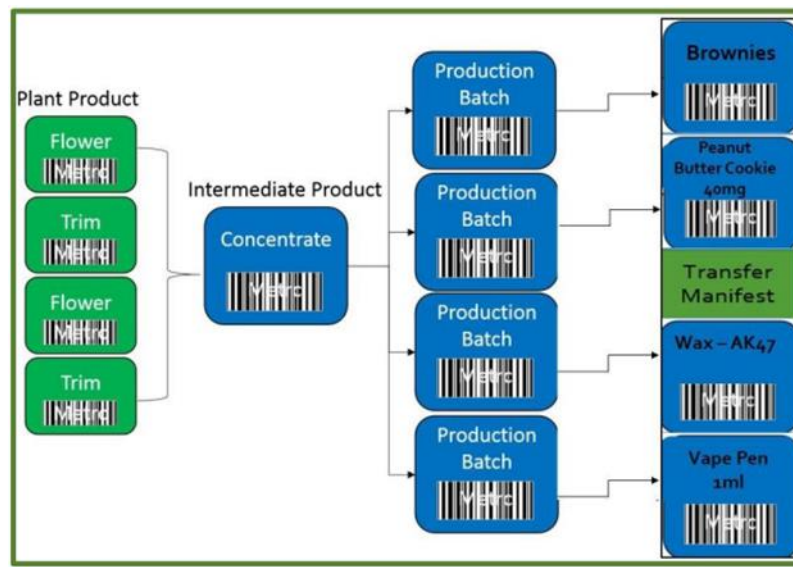 Plant Product
Flower
Metrc
Trim
Metrc
Flower
Metrc
Trim
Metrc
Intermediate Product
Concentrate
Metrc
Production
Batch
Metrc
Production
Batch
Metrc
Production
Batch
Metrc
Production
Batch
Metrc
Brownies
Metrc
Peanut
Butter Cookie
40mg
Metrc
Transfer
Manifest
Wax – AK47
Metrc
Vape Pen
1ml
Metrc